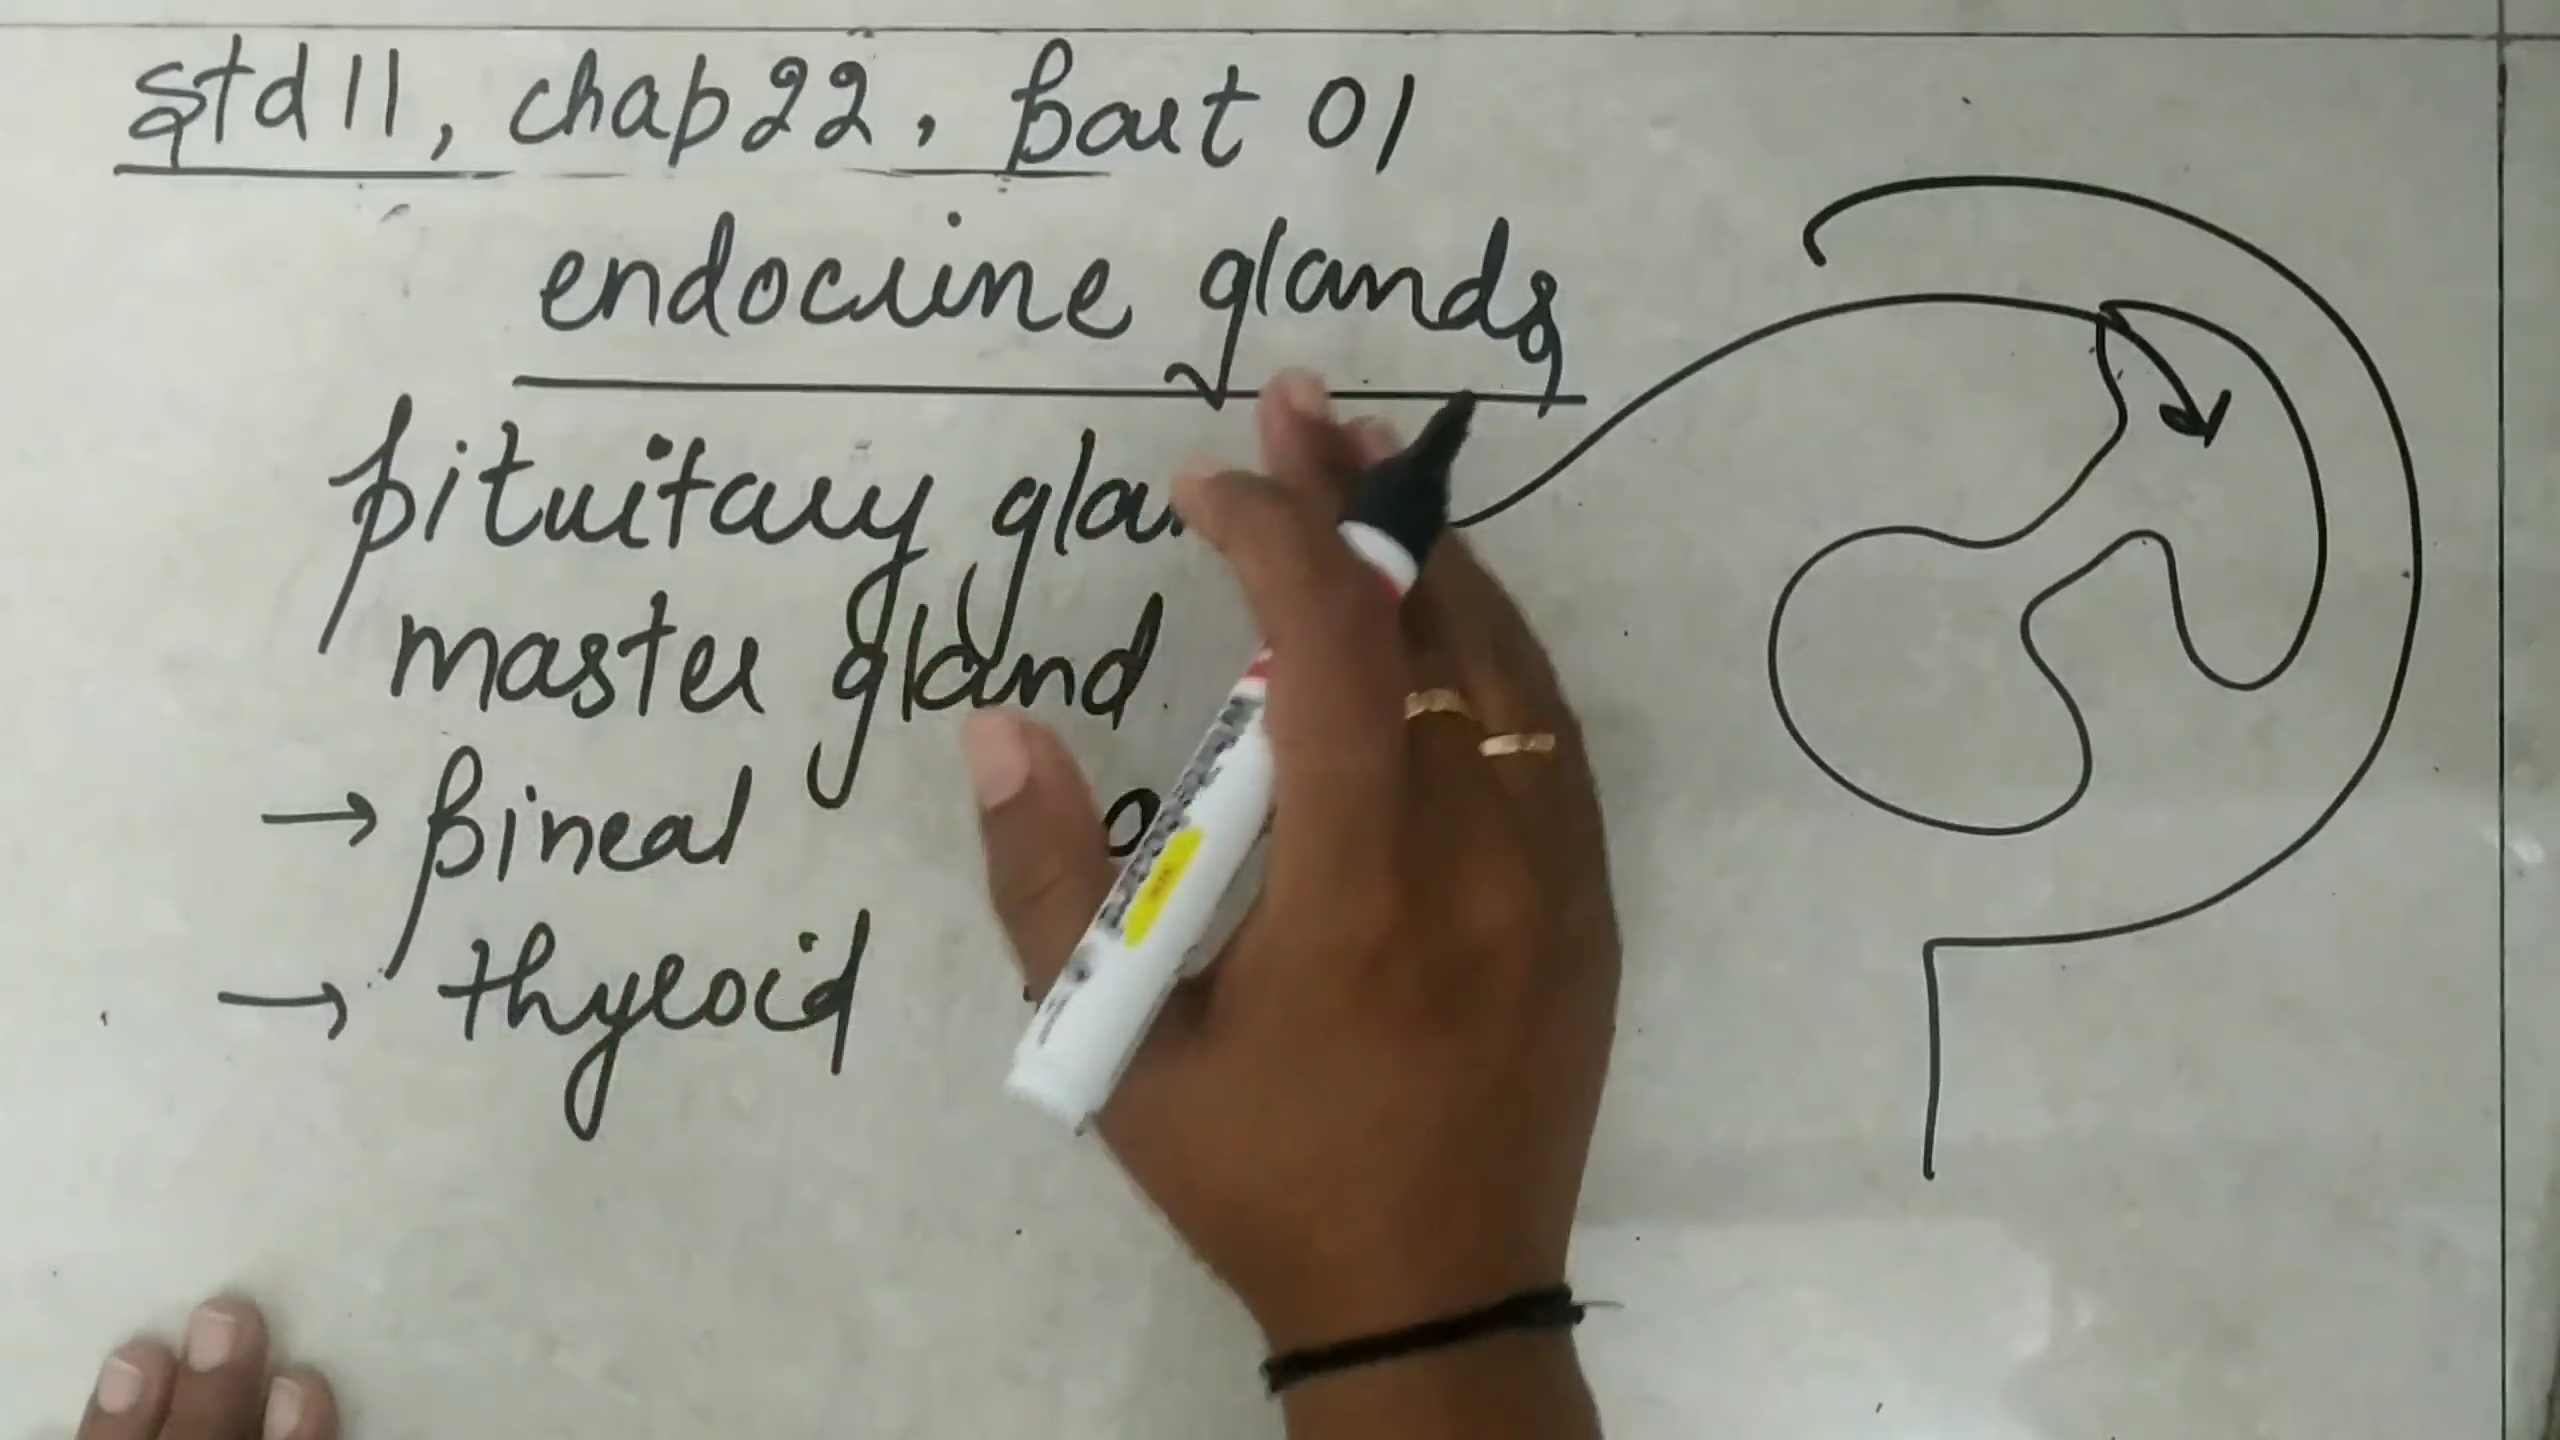 Std 11, chap 22, Part 01
endocrine glands
pituitary
master gland
→ Pineal
→ thyroid